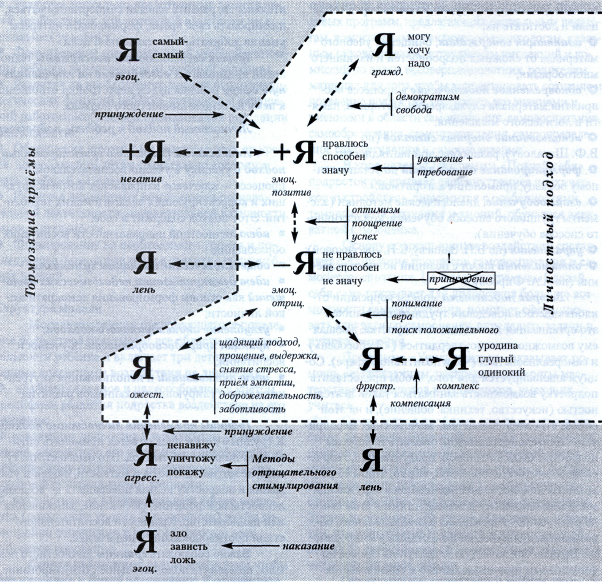 Я
самый-
самый
эгоц.
Я
могу
хочу
надо
гражд.
демократизм
свобода
принуждение
+Я
негатив
+Я
нравлюсь
способен
значу
эмоц.
позитив
уважение +
требование
оптимизм
поощрение
успех
Тормозящие приёмы
Личностный подход
Я
лень
–Я
не нравлюсь
не способен
не значу
эмоц.
отриц.
!
принуждение
понимание
вера
поиск положительного
Я
ожест.
щадящий подход,
прощение, выдержка,
снятие стресса,
приём эмпатии,
доброжелательность,
заботливость
Я
фрустр.
Я
комплекс
уродина
глупый
одинокий
компенсация
принуждение
Я
агресс.
ненавижу
уничтожу
покажу
Методы
отрицательного
стимулирования
Я
лень
Я
эгоц.
зло
зависть
ложь
наказание